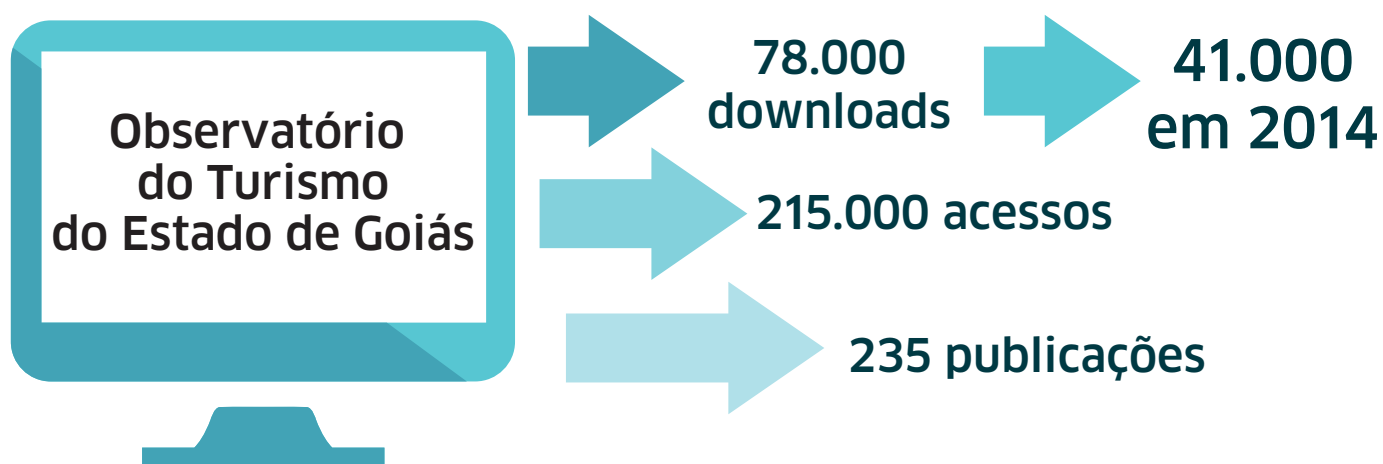 Observatório
do Turismo
do Estado de Goiás
78.000
downloads
41.000
em 2014
215.000 acessos
235 publicações